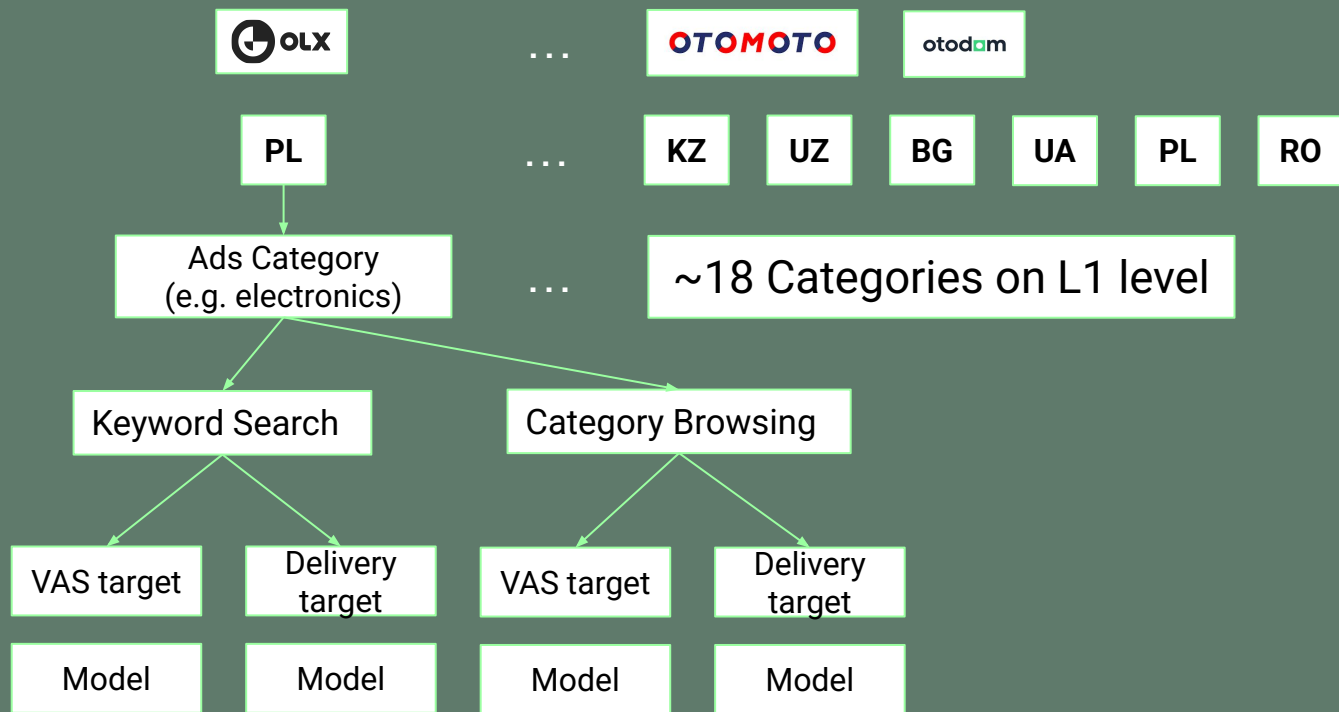 OLX
...
OTOMOTO
otodom
PL
...
KZ
UZ
BG
UA
PL
RO
Ads Category
(e.g. electronics)
...
~18 Categories on L1 level
Keyword Search
Category Browsing
VAS target
Delivery
target
VAS target
Delivery
target
Model
Model
Model
Model